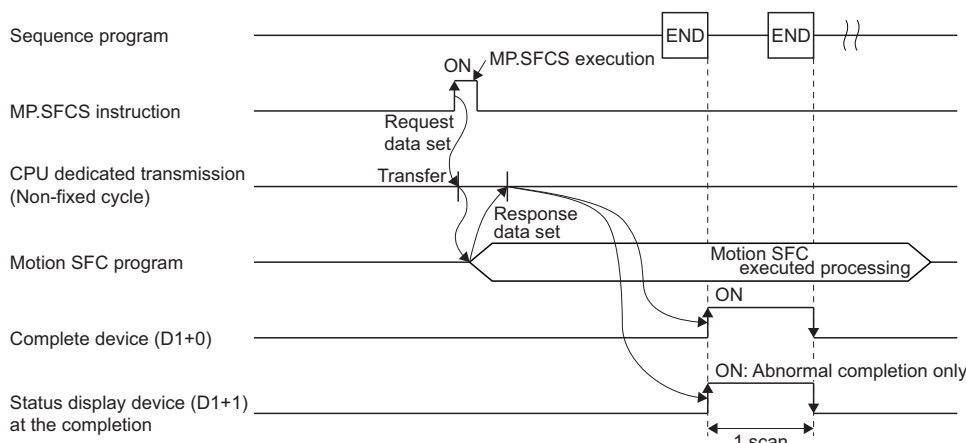 Sequence program
END
END
ON
MP.SFCS execution
MP.SFCS instruction
Request
data set
CPU dedicated transmission
(Non-fixed cycle)
Transfer
Response
data set
Motion SFC program
Motion SFC
executed processing
ON
Complete device (D1+0)
ON: Abnormal completion only
Status display device (D1+1)
at the completion
1 scan